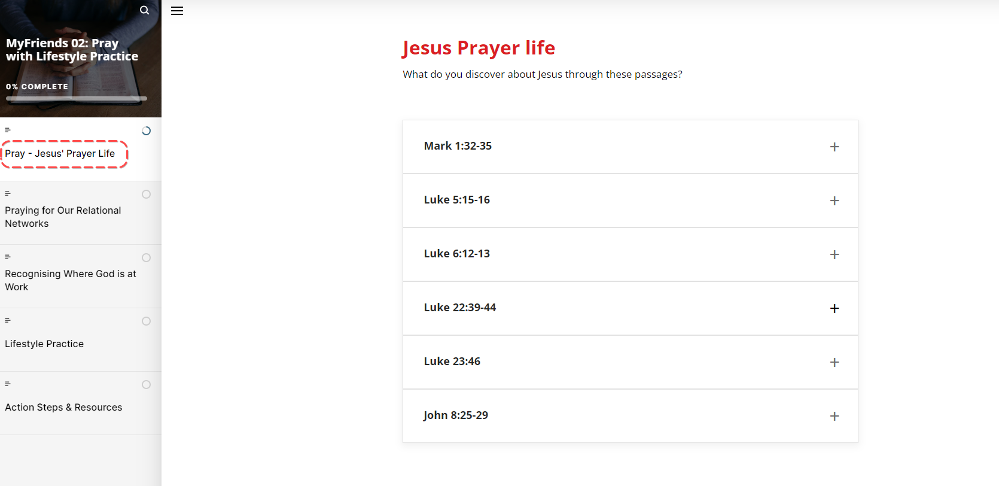 MyFriends 02: Pray
with Lifestyle Practice
0% COMPLETE
Pray - Jesus' Prayer Life
Praying for Our Relational
Networks
Recognising Where God is at
Work
Lifestyle Practice
Action Steps & Resources
Jesus Prayer life
What do you discover about Jesus through these passages?
Mark 1:32-35
Luke 5:15-16
Luke 6:12-13
Luke 22:39-44
Luke 23:46
John 8:25-29